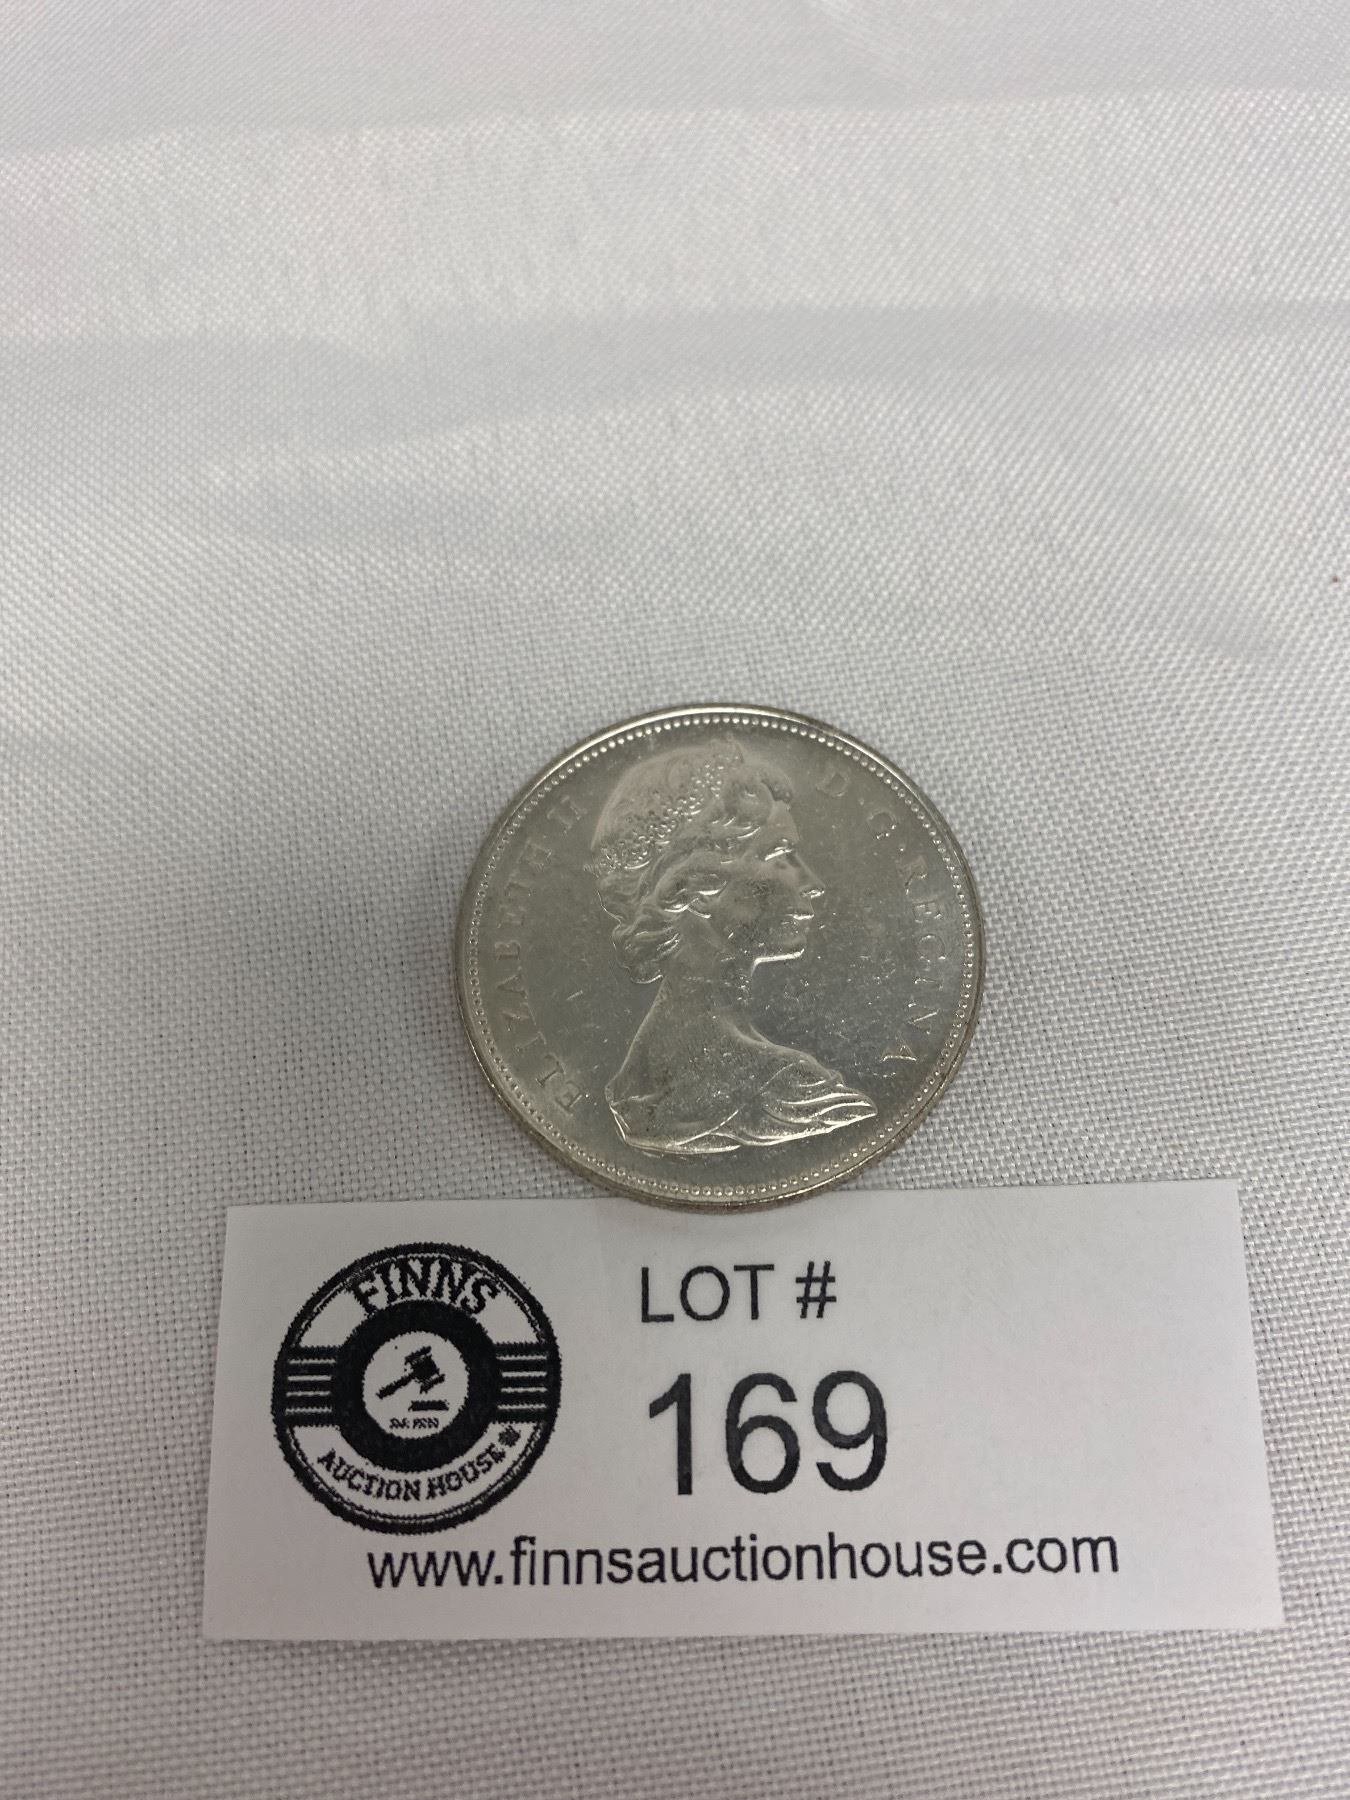 ELIZABETH II D·G·REGINA
FINNS
AUCTION HOUSE
LOT #
169
www.finnsauctionhouse.com